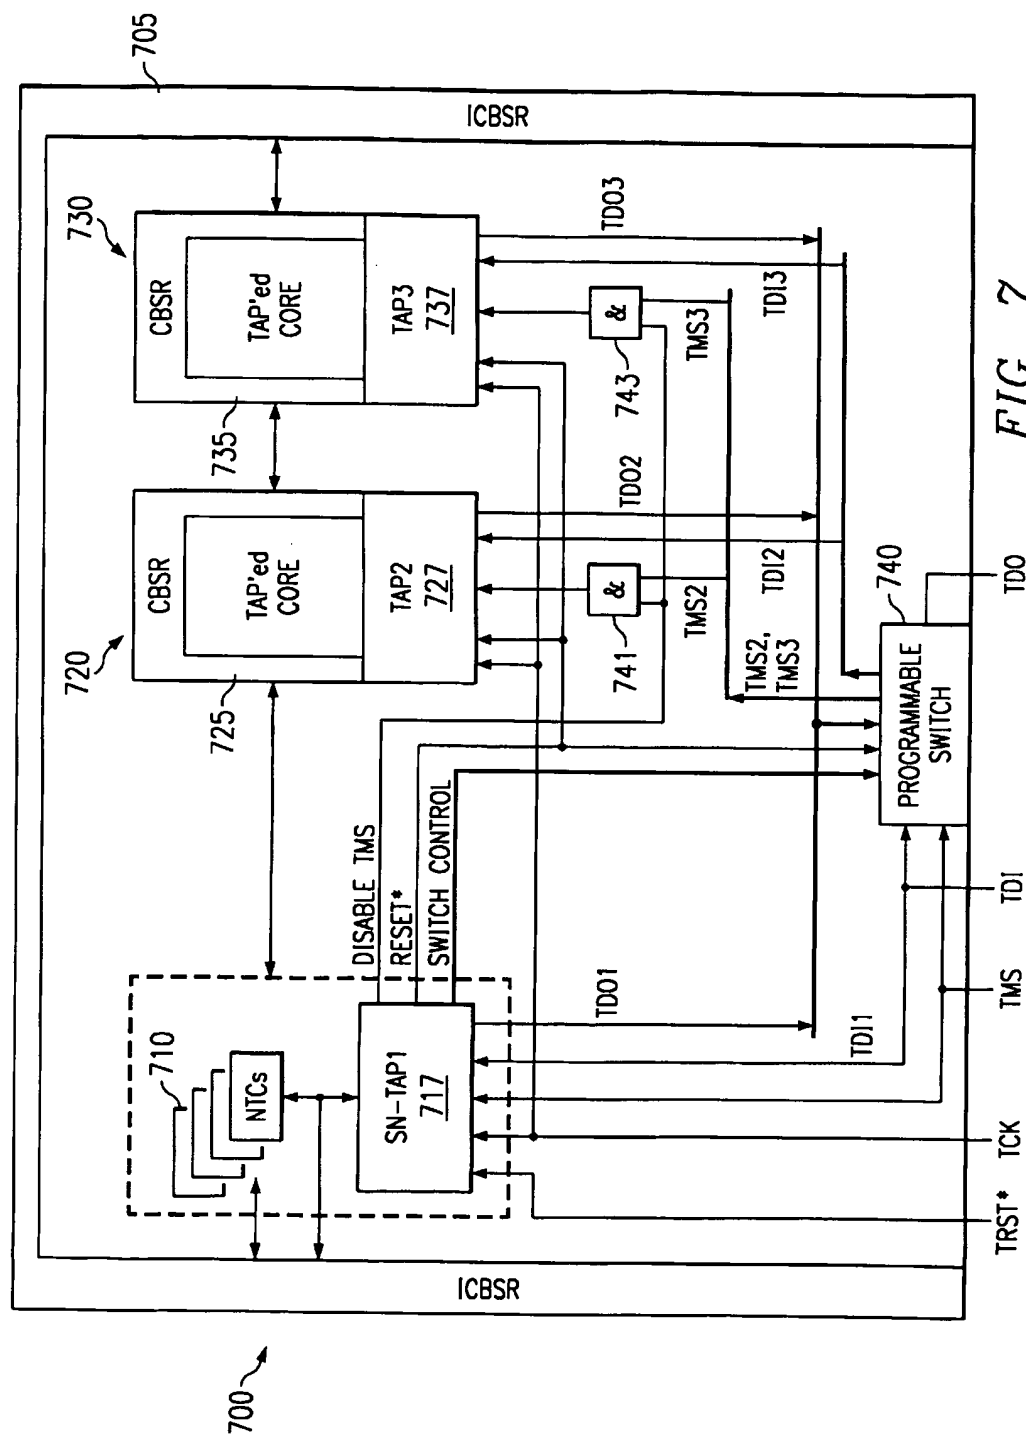 700
705
ICBSR
ICBSR
710
NTCs
SN-TAP1
717
720
725
CBSR
TAP'ed
CORE
TAP2
727
730
735
CBSR
TAP'ed
CORE
TAP3
737
DISABLE TMS
RESET*
SWITCH CONTROL
&
741
&
743
TMS2
TMS3
TDO1
TDO2
TDO3
TDI1
TDI2
TDI3
TMS2,
TMS3
PROGRAMMABLE
SWITCH
740
TRST*
TCK
TMS
TDI
TDO
FIG. 7